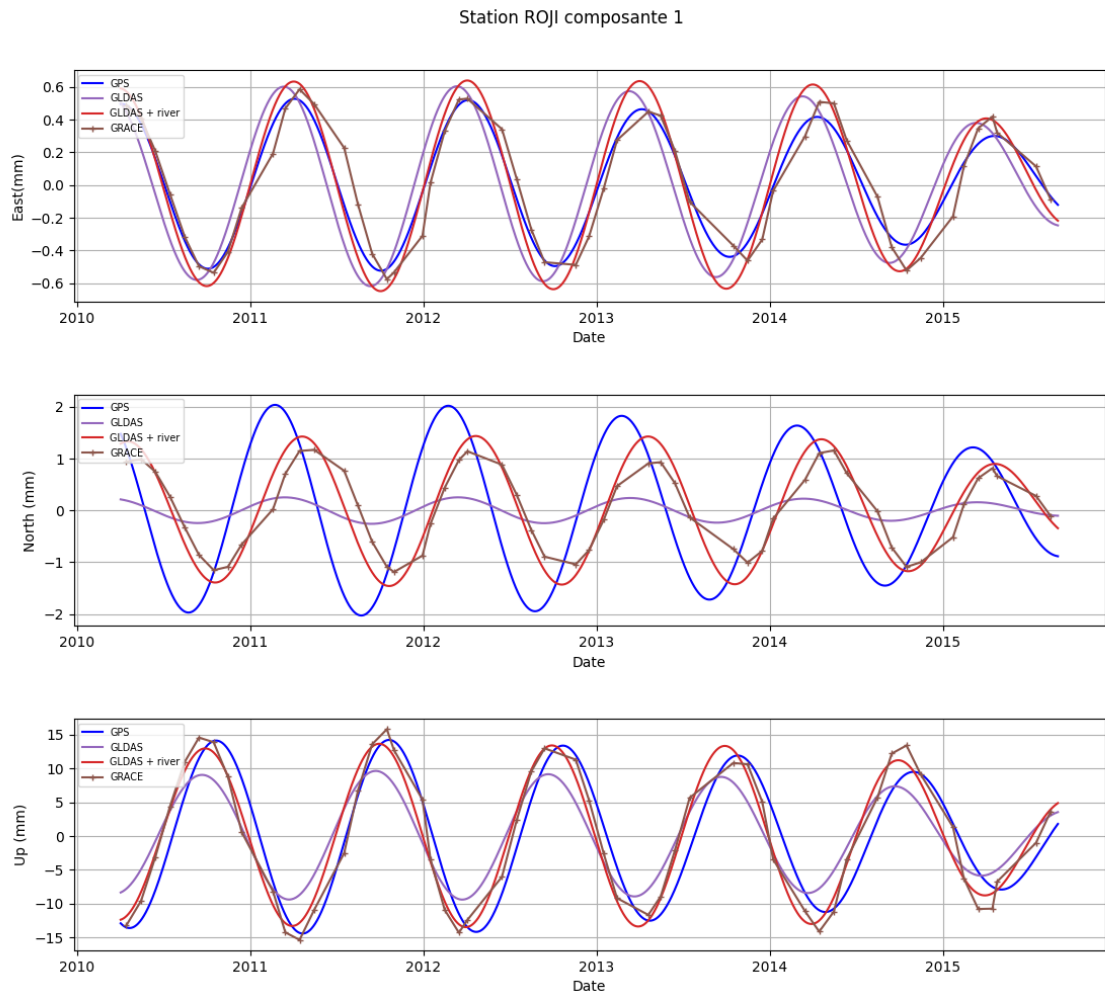 Station ROJI composante 1
GPS
GLDAS
GLDAS + river
GRACE
East(mm)
0.6
0.4
0.2
0.0
−0.2
−0.4
−0.6
2010 2011 2012 2013 2014 2015
Date
GPS
GLDAS
GLDAS + river
GRACE
North (mm)
2
1
0
−1
−2
2010 2011 2012 2013 2014 2015
Date
GPS
GLDAS
GLDAS + river
GRACE
Up (mm)
15
10
5
0
−5
−10
−15
2010 2011 2012 2013 2014 2015
Date